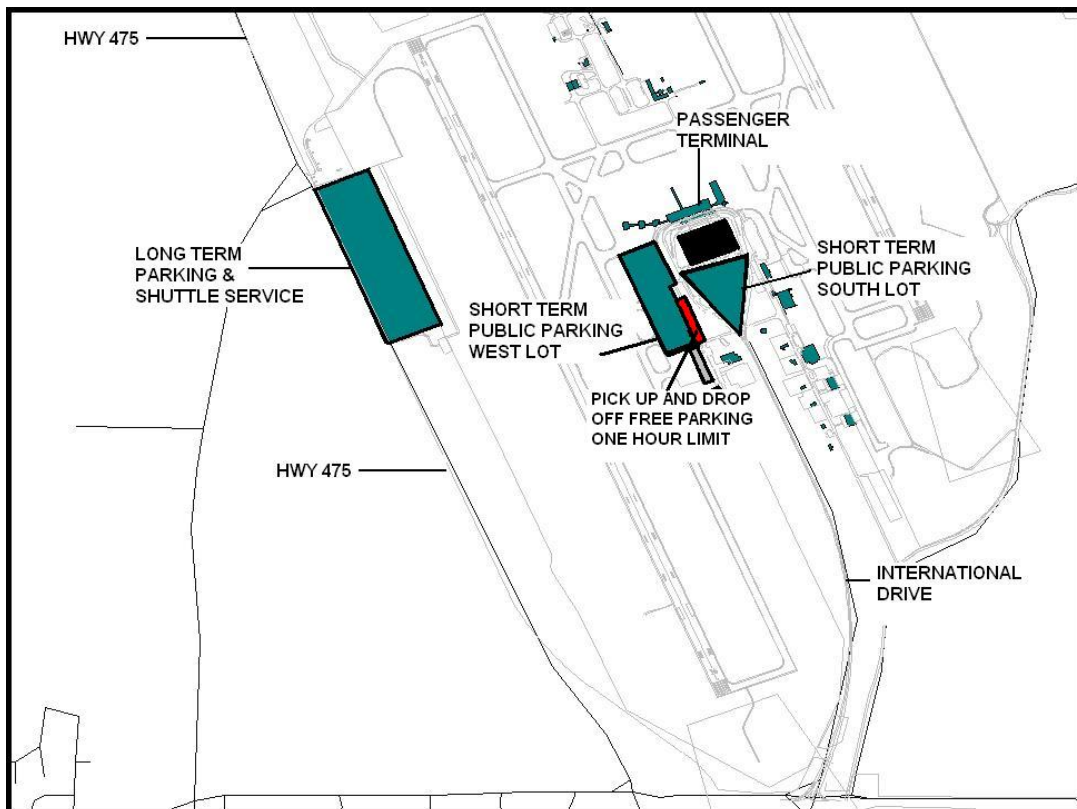 HWY 475
PASSENGER
TERMINAL
LONG TERM
PARKING &
SHUTTLE SERVICE
SHORT TERM
PUBLIC PARKING
SOUTH LOT
SHORT TERM
PUBLIC PARKING
WEST LOT
PICK UP AND DROP
OFF FREE PARKING
ONE HOUR LIMIT
HWY 475
INTERNATIONAL
DRIVE